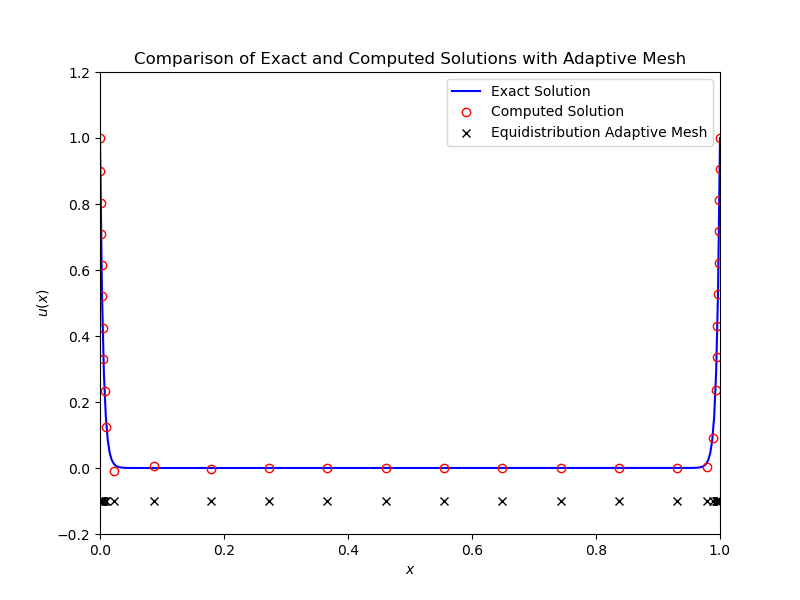 Comparison of Exact and Computed Solutions with Adaptive Mesh
1.2
Exact Solution
Computed Solution
Equidistribution Adaptive Mesh
1.0
0.8
0.6
u(x)
0.4
0.2
0.0
−0.2
0.0 0.2 0.4 0.6 0.8 1.0
x